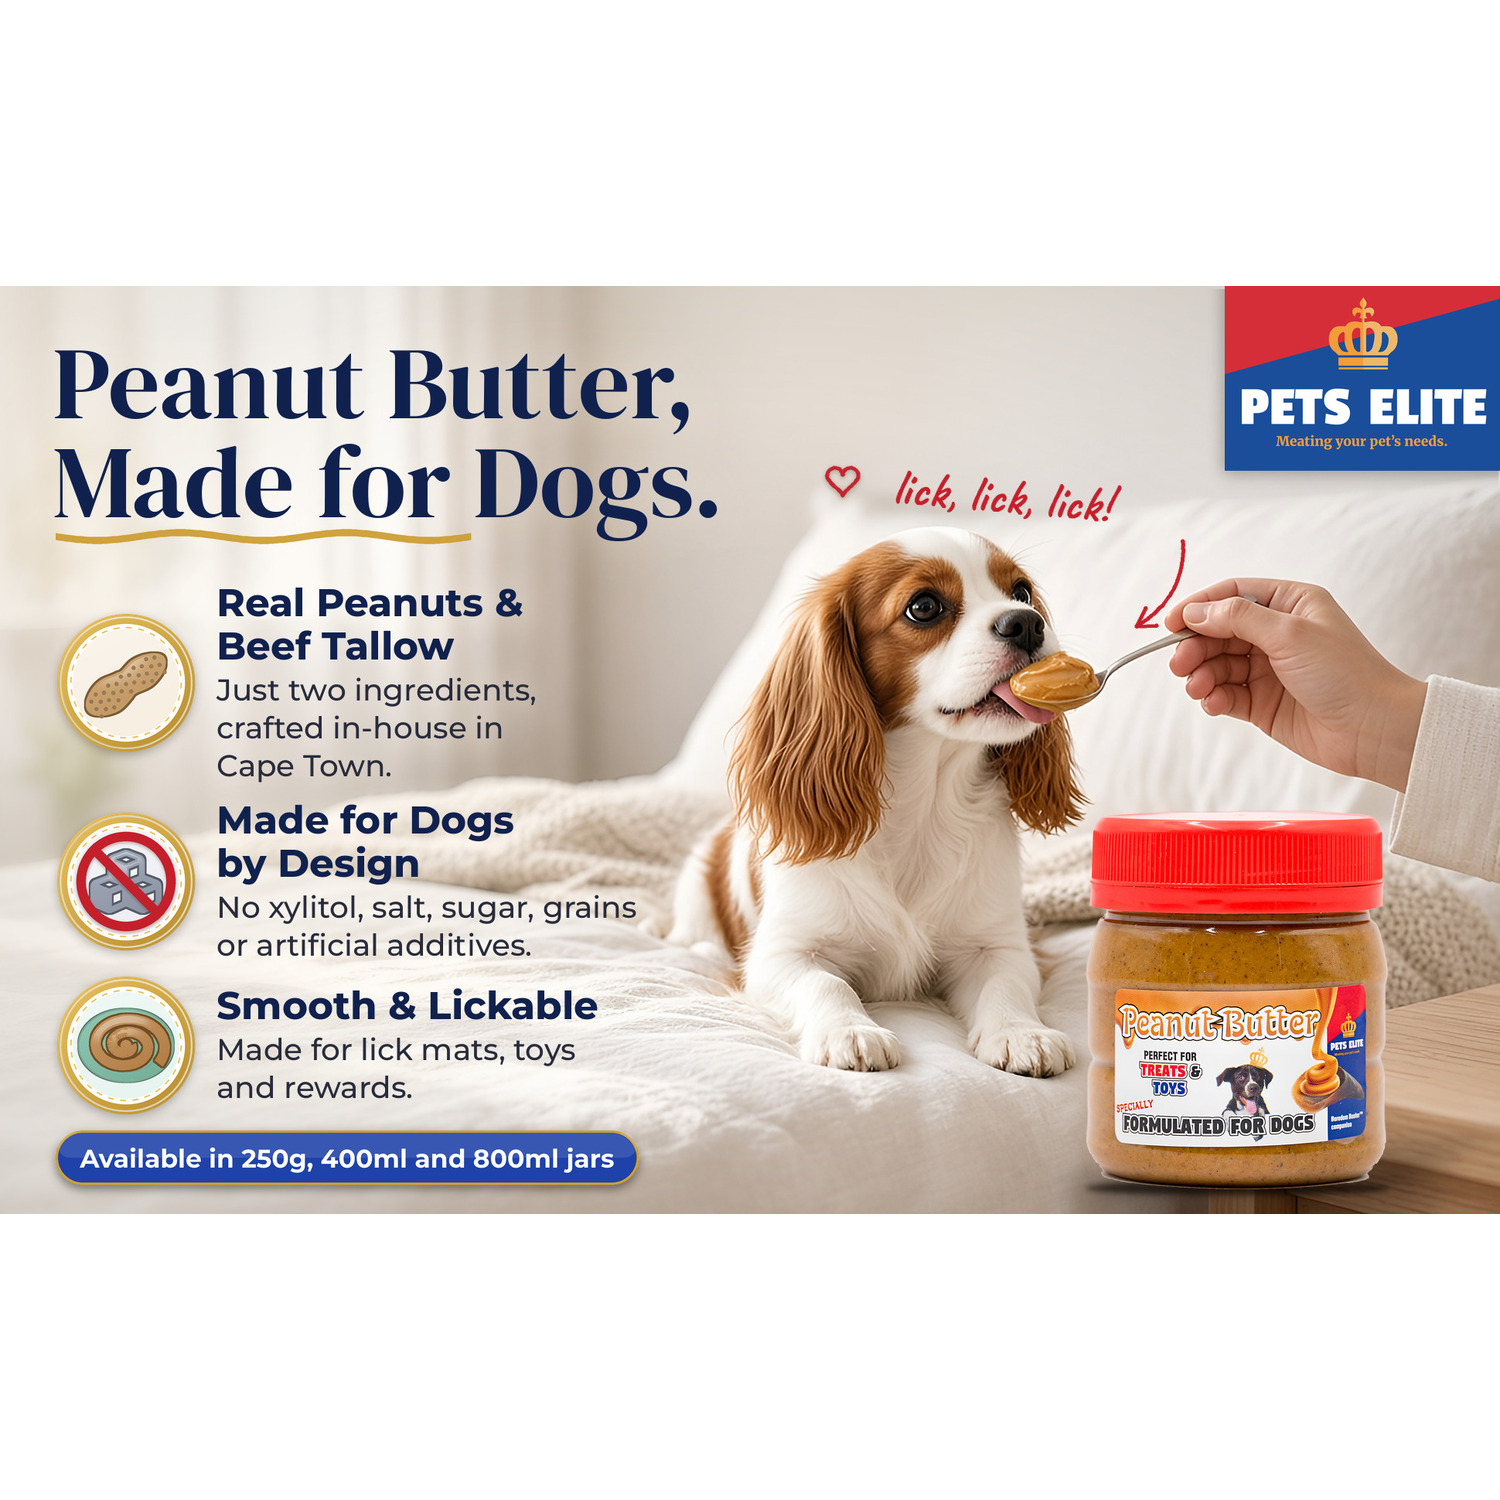 Peanut Butter,
Made for Dogs.
PETS ELITE
Meating your pet's needs.
lick, lick, lick!
Real Peanuts &
Beef Tallow
Just two ingredients,
crafted in-house in
Cape Town.
Made for Dogs
by Design
No xylitol, salt, sugar, grains
or artificial additives.
Smooth & Lickable
Made for lick mats, toys
and rewards.
Available in 250g, 400ml and 800ml jars
Peanut Butter
PERFECT FOR
TREATS &
TOYS
SPECIALLY
FORMULATED FOR DOGS
PETS ELITE
companion